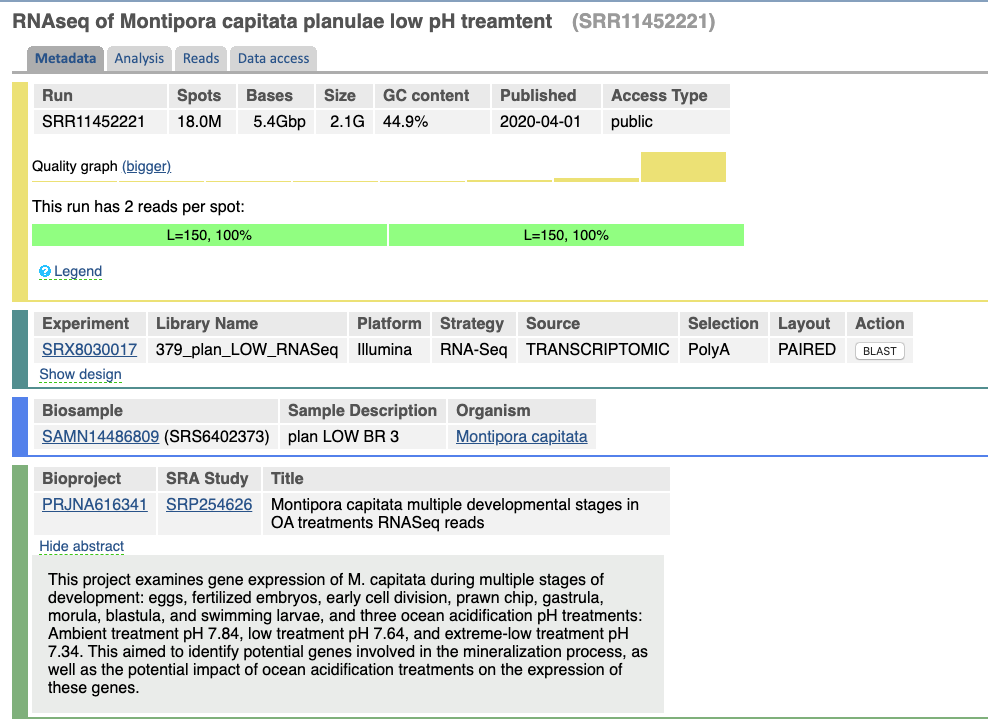 RNAseq of Montipora capitata planulae low pH treamtent (SRR11452221)
Metadata Analysis Reads Data access
Run Spots Bases Size GC content Published Access Type
SRR11452221 18.0M 5.4Gbp 2.1G 44.9% 2020-04-01 public
Quality graph (bigger)
This run has 2 reads per spot:
L=150, 100% L=150, 100%
? Legend
Experiment Library Name Platform Strategy Source Selection Layout Action
SRX8030017 379_plan_LOW_RNASeq Illumina RNA-Seq TRANSCRIPTOMIC PolyA PAIRED BLAST
Show design
Biosample Sample Description Organism
SAMN14486809 (SRS6402373) plan LOW BR 3 Montipora capitata
Bioproject SRA Study Title
PRJNA616341 SRP254626 Montipora capitata multiple developmental stages in
OA treatments RNASeq reads
Hide abstract
This project examines gene expression of M. capitata during multiple stages of
development: eggs, fertilized embryos, early cell division, prawn chip, gastrula,
morula, blastula, and swimming larvae, and three ocean acidification pH treatments:
Ambient treatment pH 7.84, low treatment pH 7.64, and extreme-low treatment pH
7.34. This aimed to identify potential genes involved in the mineralization process, as
well as the potential impact of ocean acidification treatments on the expression of
these genes.